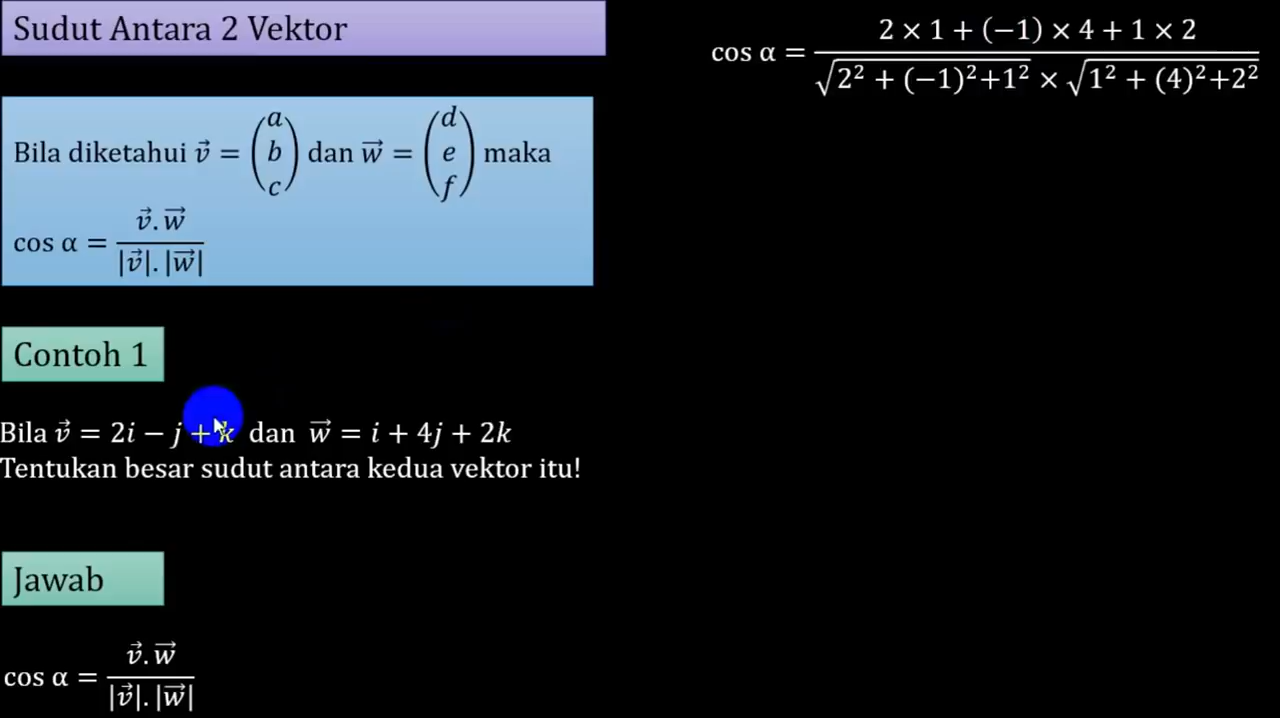 Sudut Antara 2 Vektor
Bila diketahui v⃗ = (a b c) dan w⃗ = (d e f) maka
cos α = v⃗.w⃗ / |v⃗|.|w⃗|
Contoh 1
Bila v⃗ = 2i − j + k dan w⃗ = i + 4j + 2k
Tentukan besar sudut antara kedua vektor itu!
Jawab
cos α = v⃗.w⃗ / |v⃗|.|w⃗|
cos α = 2 × 1 + (−1) × 4 + 1 × 2 / √(2² + (−1)²+1²) × √(1² + (4)²+2²)